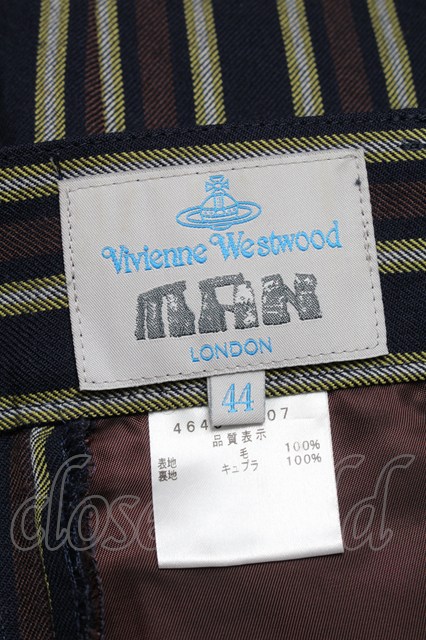 Vivienne Westwood
MAN
LONDON
44
品質表示
表地 毛 100%
裏地 キュプラ 100%